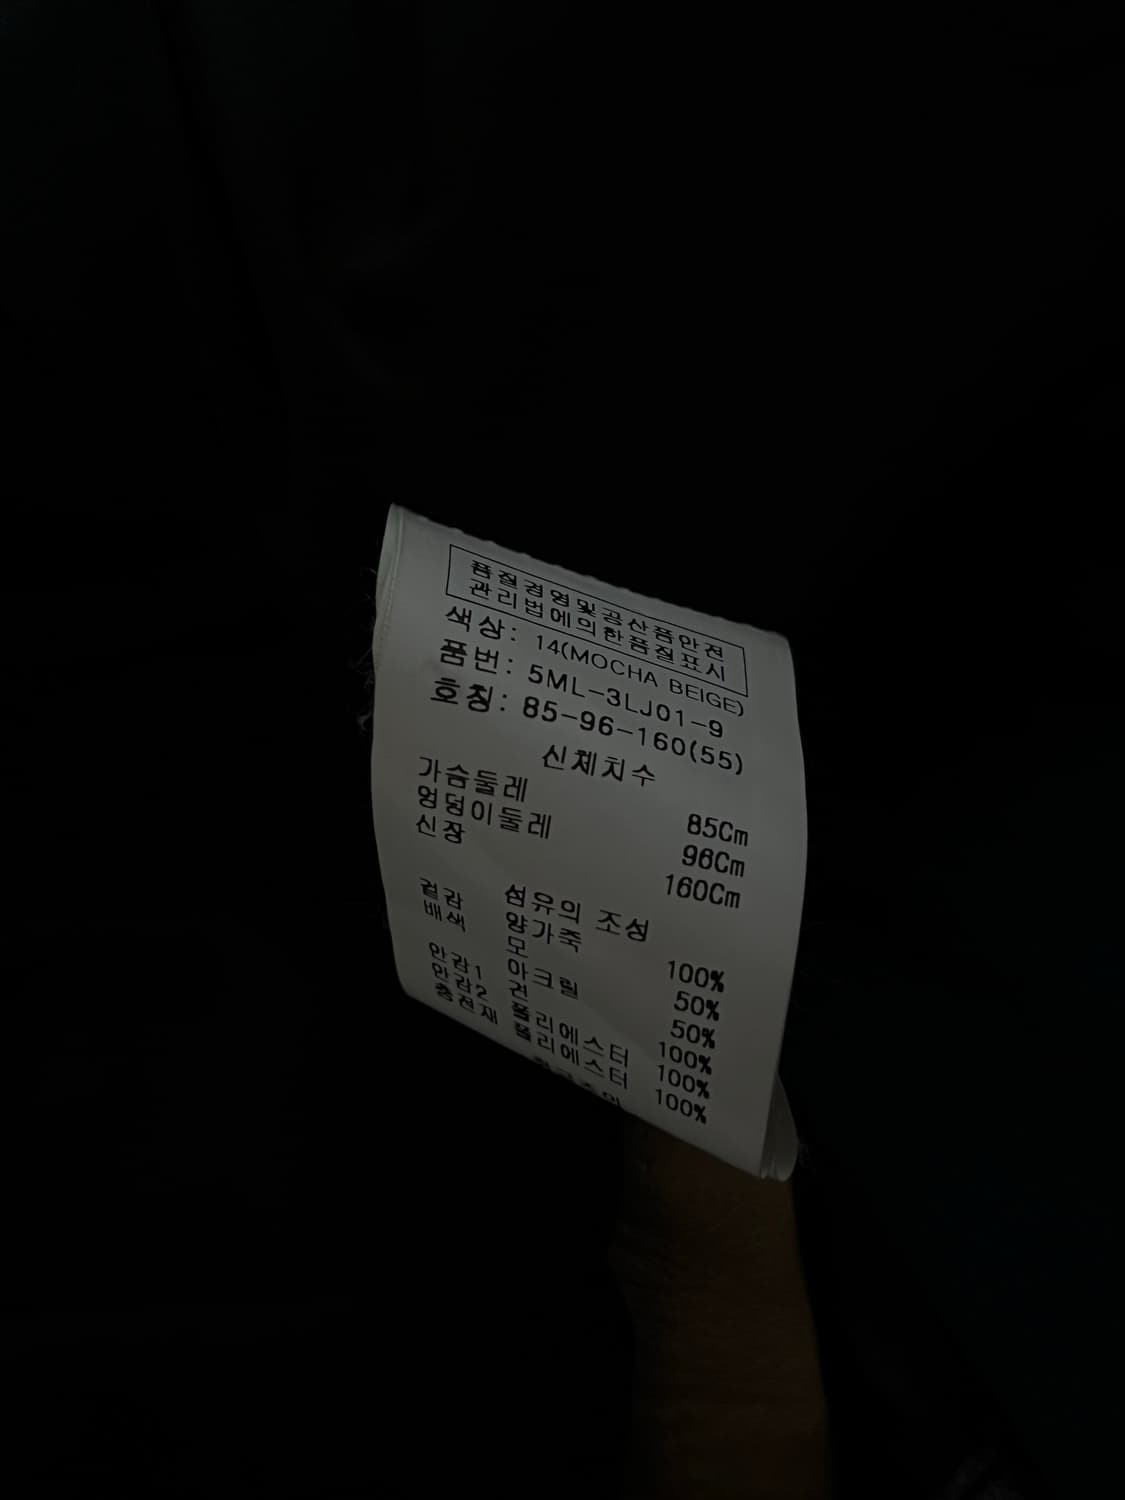 품질경영및공산품안전
관리법에의한품질표시
색상: 14(MOCHA BEIGE)
품번: 5ML-3LJ01-9
호칭: 85-96-160(55)
신체치수
가슴둘레 85Cm
엉덩이둘레 96Cm
신장 160Cm
섬유의 조성
겉감 양가죽 100%
배색 모 50%
아크릴 50%
안감1 견 100%
안감2 폴리에스터 100%
충전재 폴리에스터 100%